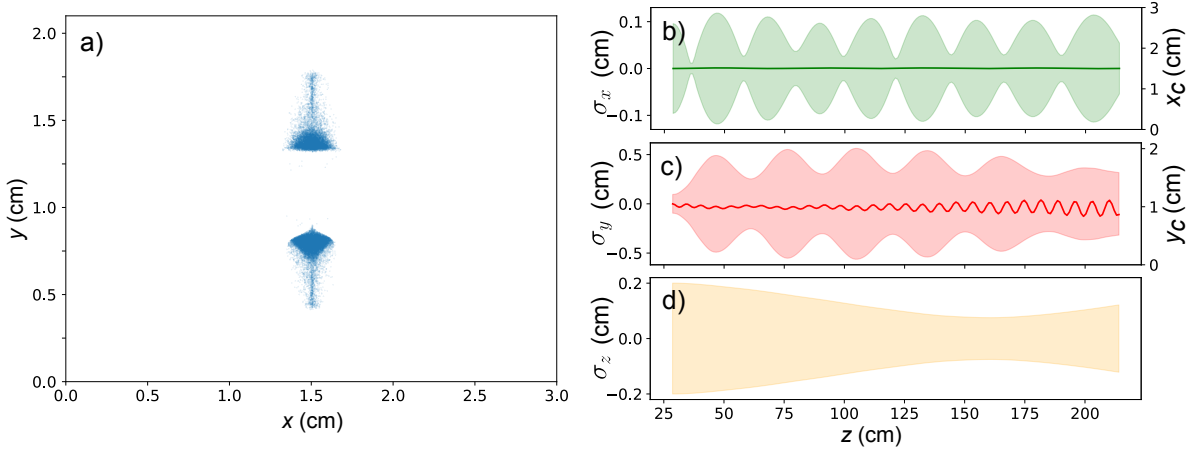 a)
2.0
1.5
1.0
0.5
0.0
y (cm)
0.0 0.5 1.0 1.5 2.0 2.5 3.0
x (cm)
b)
0.1
0.0
−0.1
σx (cm)
3
2
1
0
xc (cm)
c)
0.5
0.0
−0.5
σy (cm)
2
1
0
yc (cm)
d)
0.2
0.0
−0.2
σz (cm)
25 50 75 100 125 150 175 200
z (cm)